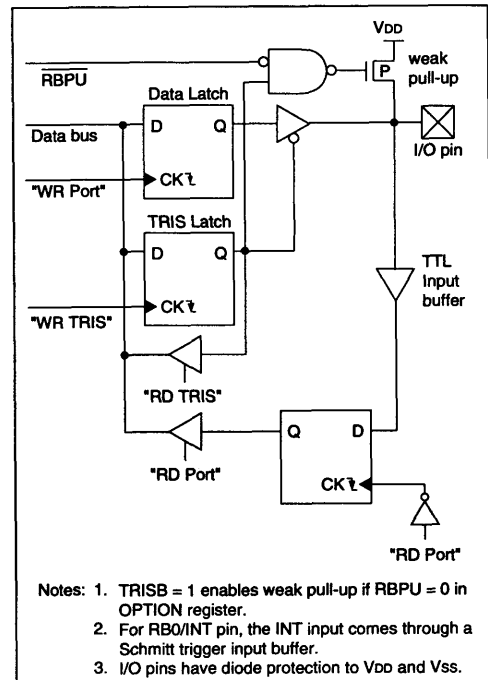 VDD
weak
pull-up
P
RBPU
Data Latch
Data bus
D Q
I/O pin
"WR Port"
CK
TRIS Latch
D Q
TTL
Input
buffer
"WR TRIS"
CK
"RD TRIS"
Q D
"RD Port"
CK
"RD Port"
Notes: 1. TRISB = 1 enables weak pull-up if RBPU = 0 in
OPTION register.
2. For RB0/INT pin, the INT input comes through a
Schmitt trigger input buffer.
3. I/O pins have diode protection to VDD and VSS.